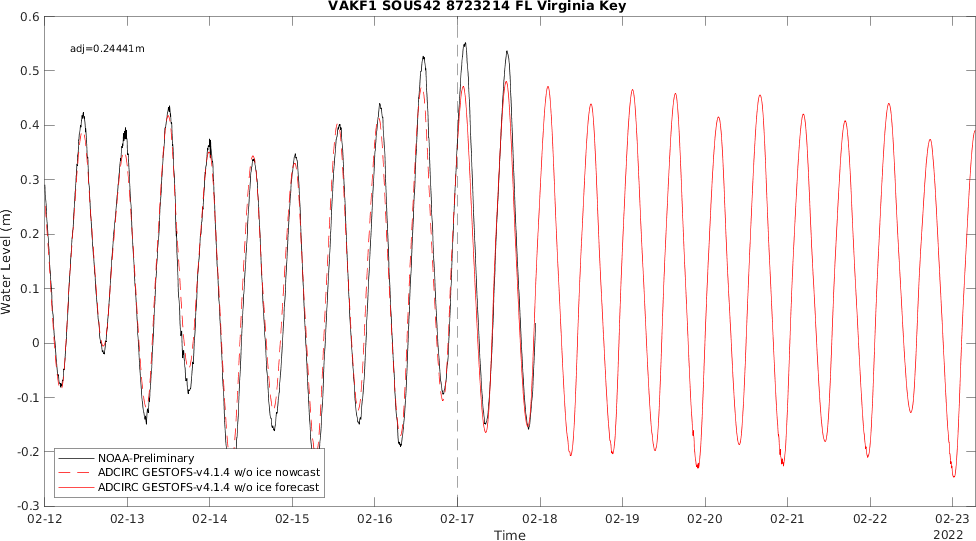 VAKF1 SOUS42 8723214 FL Virginia Key
adj=0.24441m
Water Level (m)
0.6
0.5
0.4
0.3
0.2
0.1
0
-0.1
-0.2
-0.3
NOAA-Preliminary
ADCIRC GESTOFS-v4.1.4 w/o ice nowcast
ADCIRC GESTOFS-v4.1.4 w/o ice forecast
02-12 02-13 02-14 02-15 02-16 02-17 02-18 02-19 02-20 02-21 02-22 02-23
Time
2022